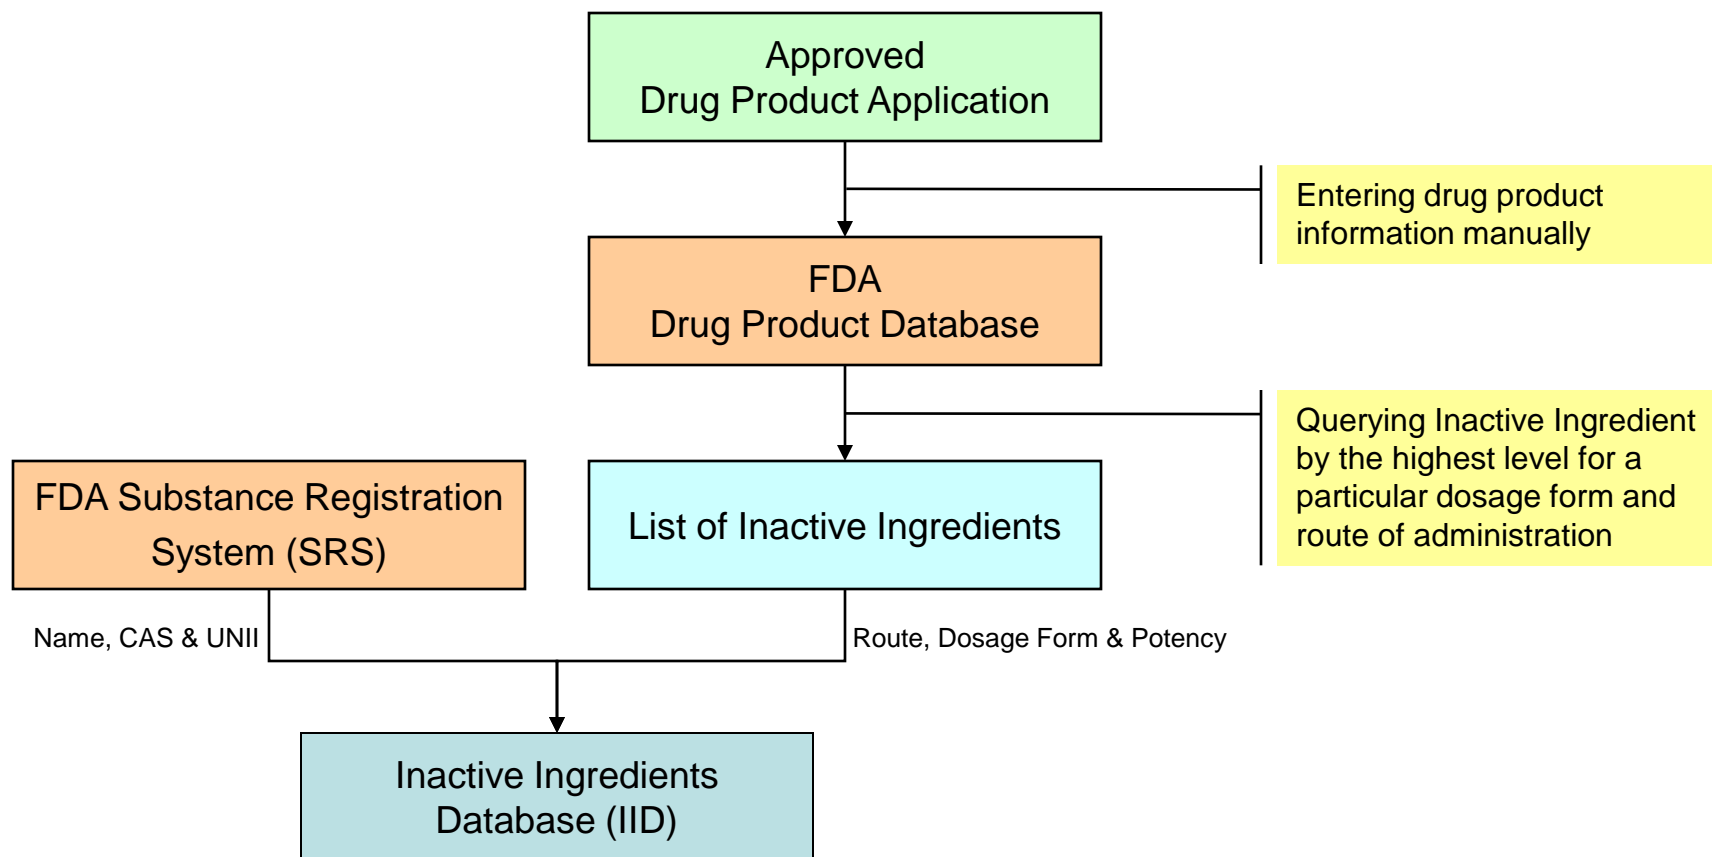 Approved
Drug Product Application
Entering drug product
information manually
FDA
Drug Product Database
Querying Inactive Ingredient
by the highest level for a
particular dosage form and
route of administration
FDA Substance Registration
System (SRS)
List of Inactive Ingredients
Name, CAS & UNII
Route, Dosage Form & Potency
Inactive Ingredients
Database (IID)